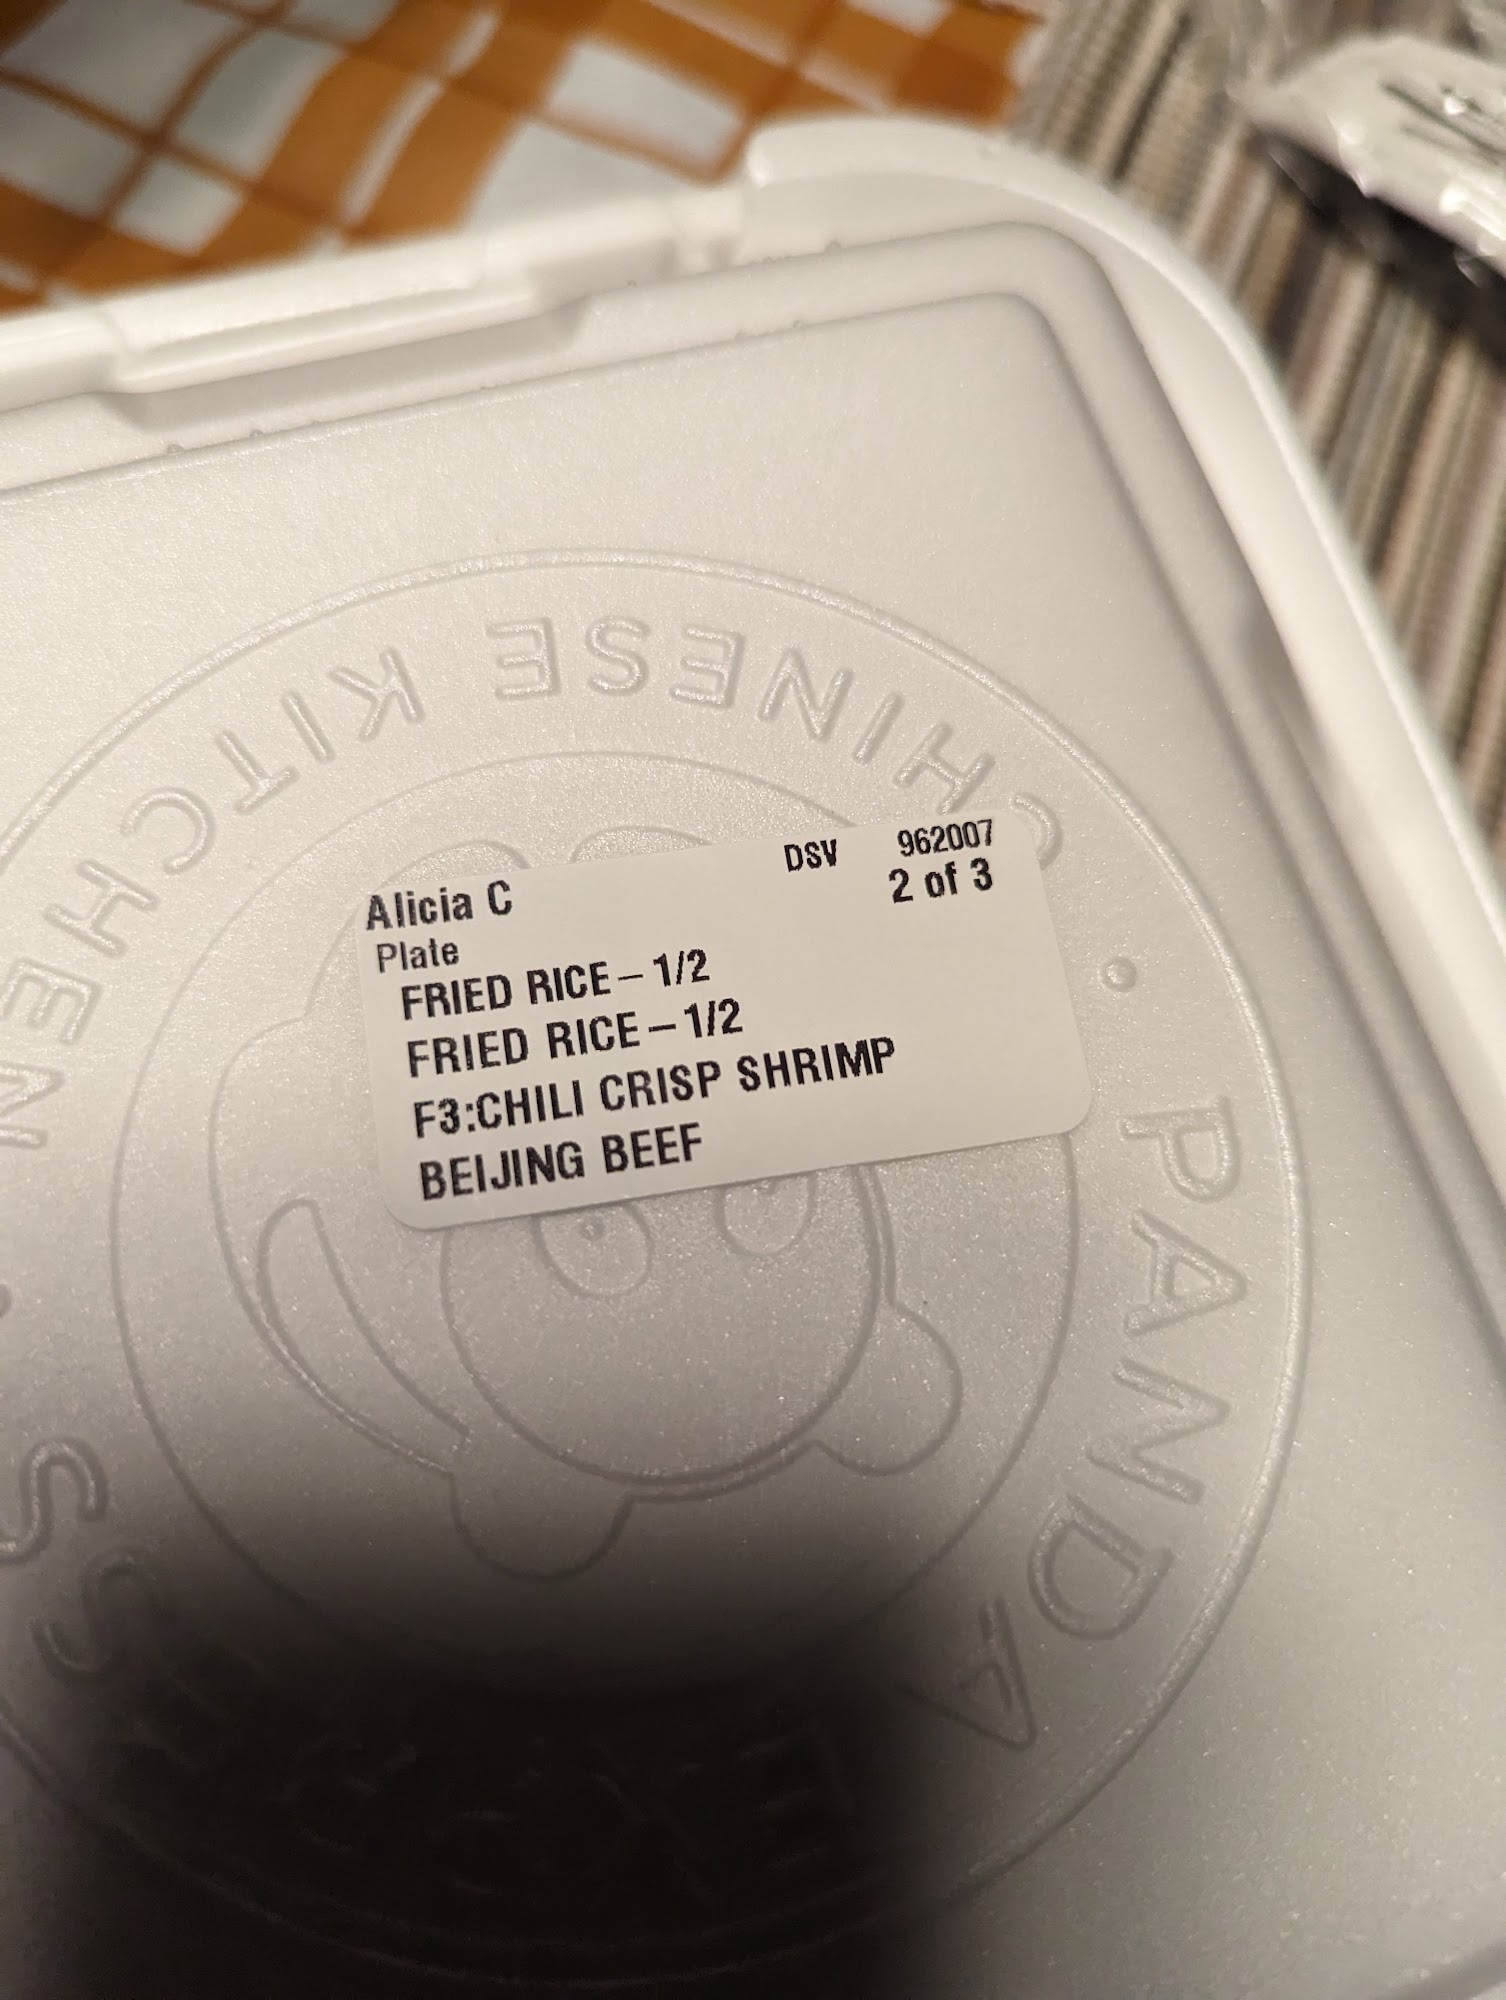 DSV 962007
Alicia C 2 of 3
Plate
FRIED RICE – 1/2
FRIED RICE – 1/2
F3:CHILI CRISP SHRIMP
BEIJING BEEF
CHINESE KITCHEN
PANDA